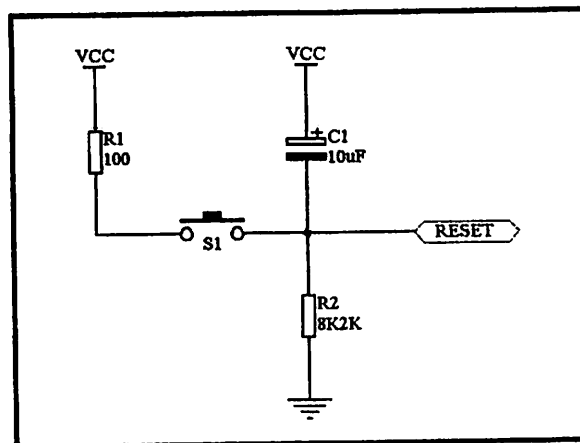 VCC
VCC
R1
100
+
C1
10uF
S1
RESET
R2
8K2K